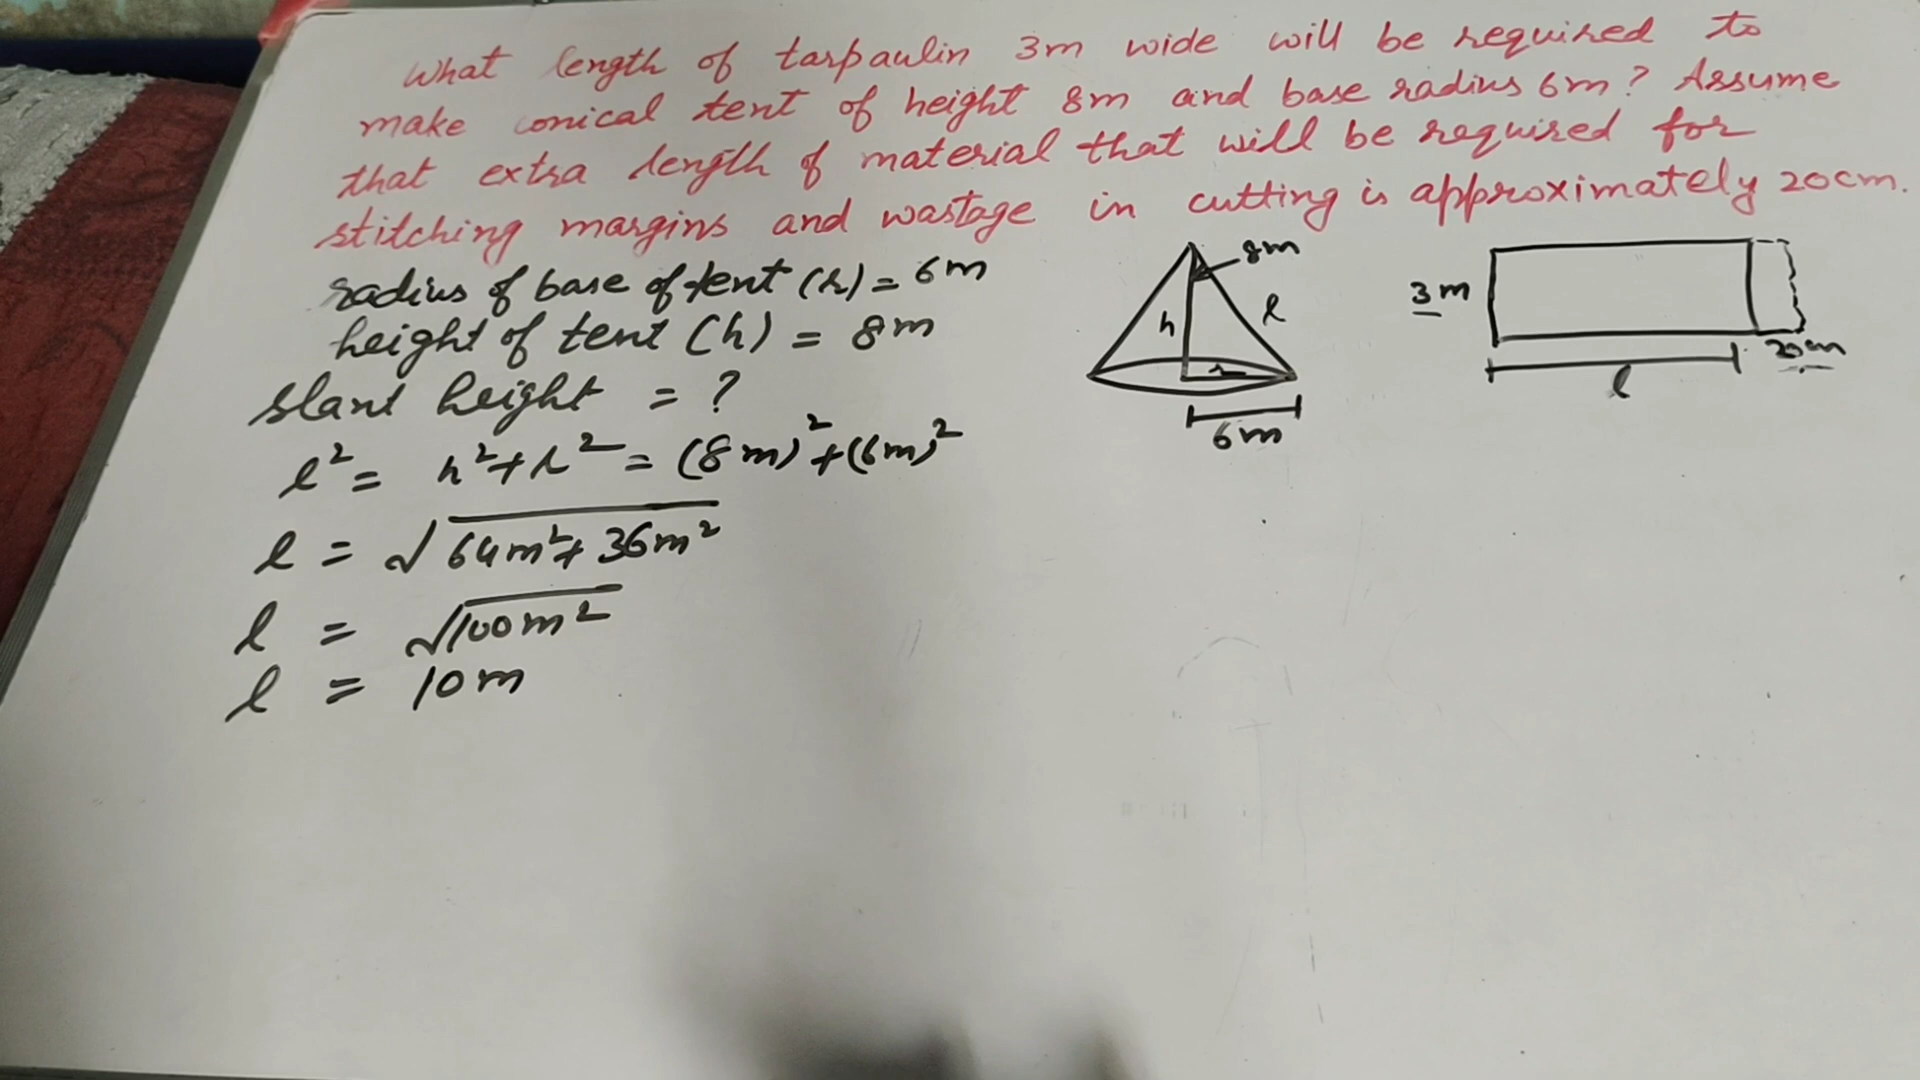 What length of tarpaulin 3m wide will be required to
make conical tent of height 8m and base radius 6m? Assume
that extra length of material that will be required for
stitching margins and wastage in cutting is approximately 20cm.
radius of base of tent (r) = 6m
height of tent (h) = 8m
slant height = ?
l² = h²+r² = (8m)²+(6m)²
l = √64m²+36m²
l = √100m²
l = 10m
8m
h
l
r
6m
3m
20cm
l